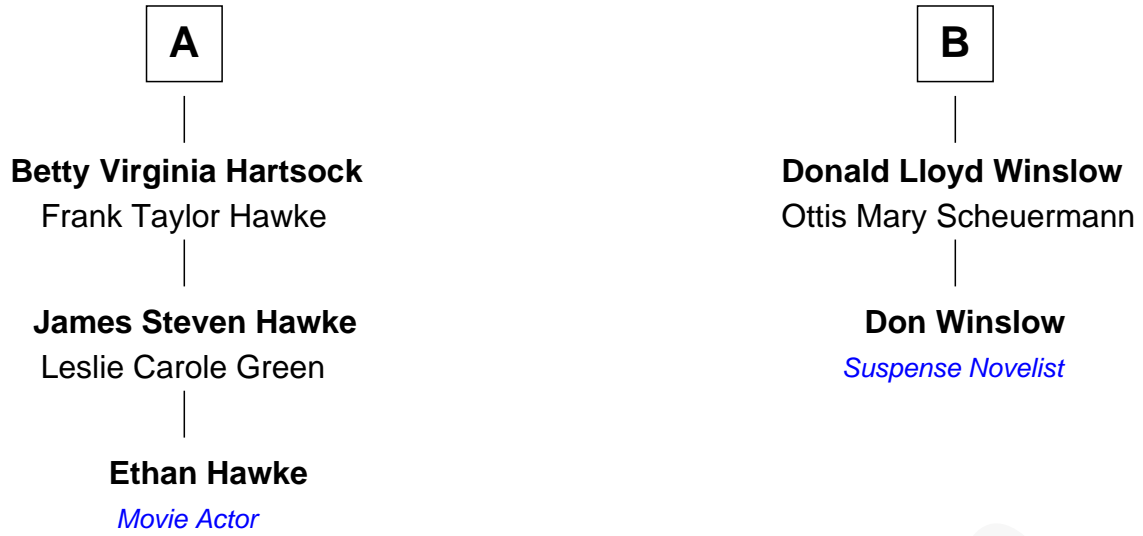 A
B
Betty Virginia Hartsock
Frank Taylor Hawke
Donald Lloyd Winslow
Ottis Mary Scheuermann
James Steven Hawke
Leslie Carole Green
Don Winslow
Suspense Novelist
Ethan Hawke
Movie Actor